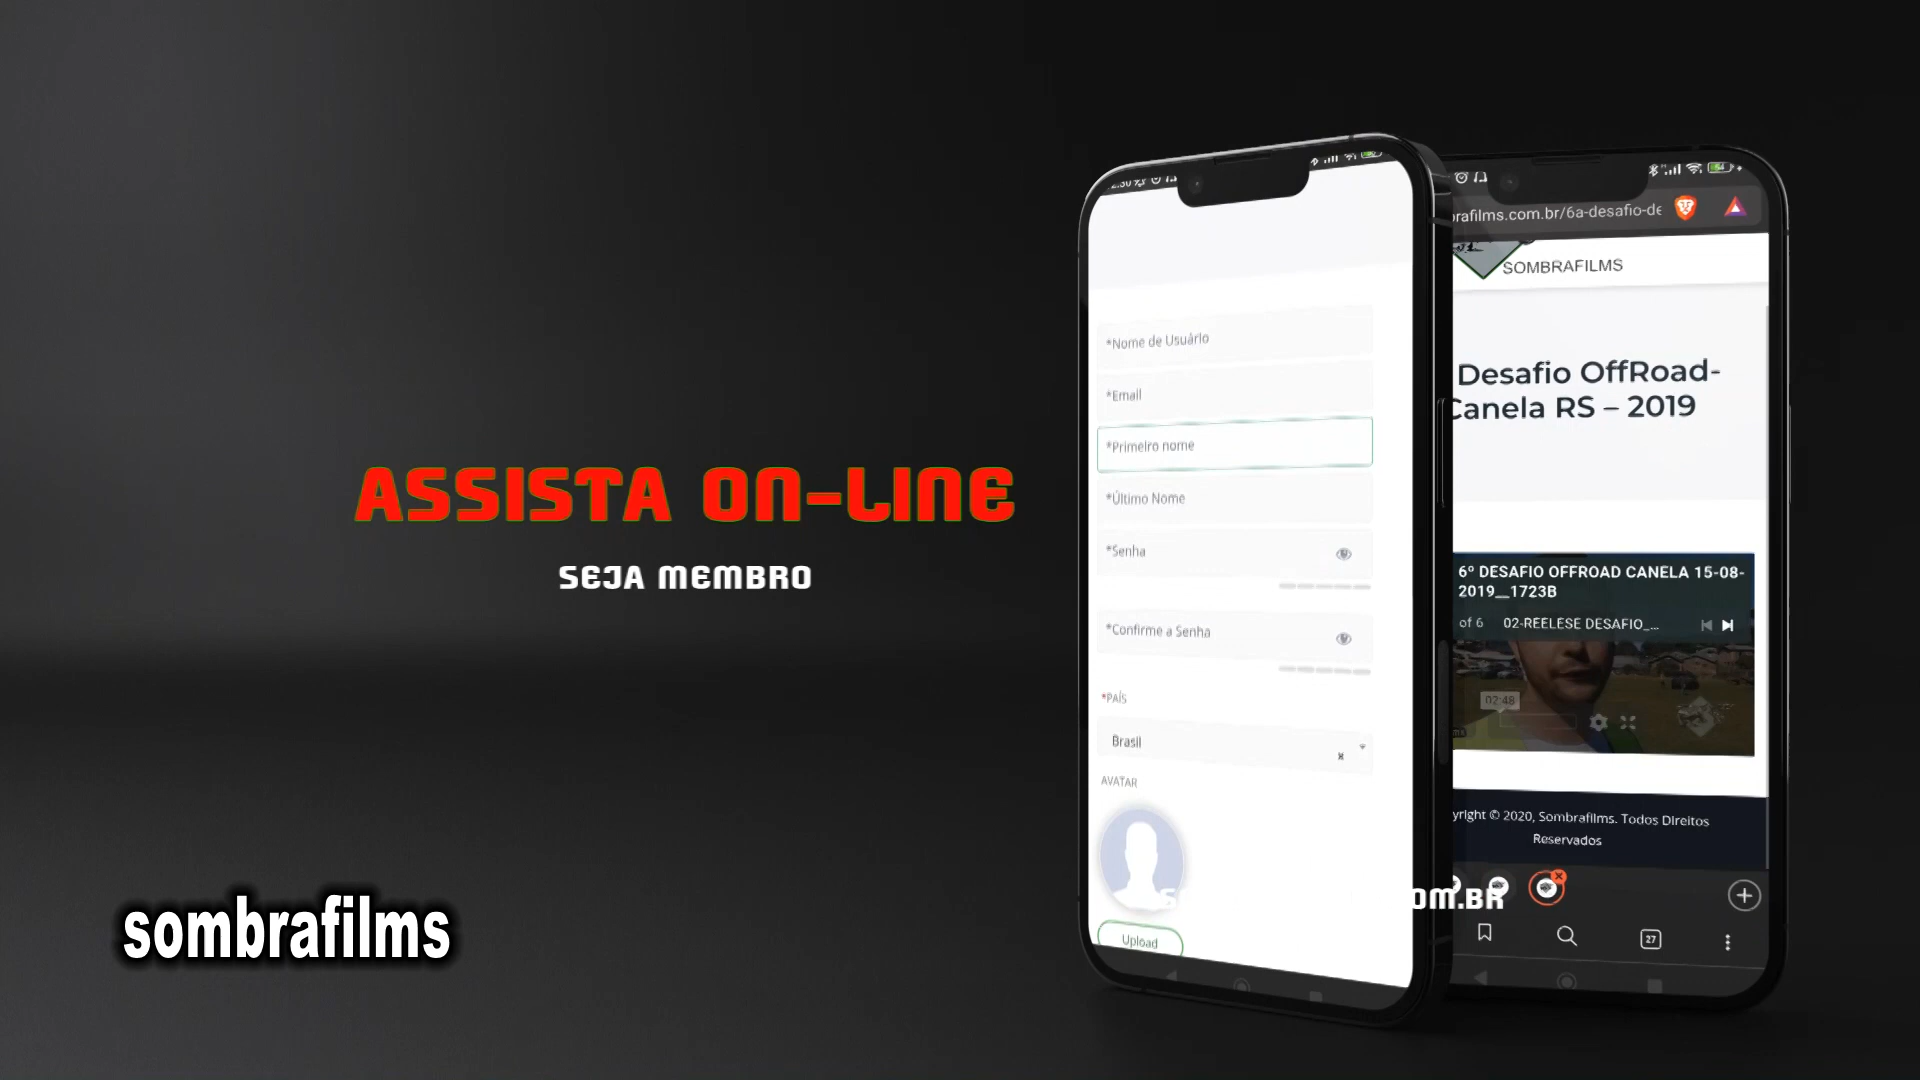 ASSISTA ON-LINE
SEJA MEMBRO
sombrafilms
*Nome de Usuário
*Email
*Primeiro nome
*Último Nome
*Senha
*Confirme a Senha
*PAÍS
Brasil
AVATAR
Upload
OM.BR
rafilms.com.br/6a-desafio-de
SOMBRAFILMS
Desafio OffRoad-
Canela RS – 2019
6º DESAFIO OFFROAD CANELA 15-08-
2019__1723B
of 6 02-REELESE DESAFIO_...
02:48
yright © 2020, Sombrafilms. Todos Direitos
Reservados
27